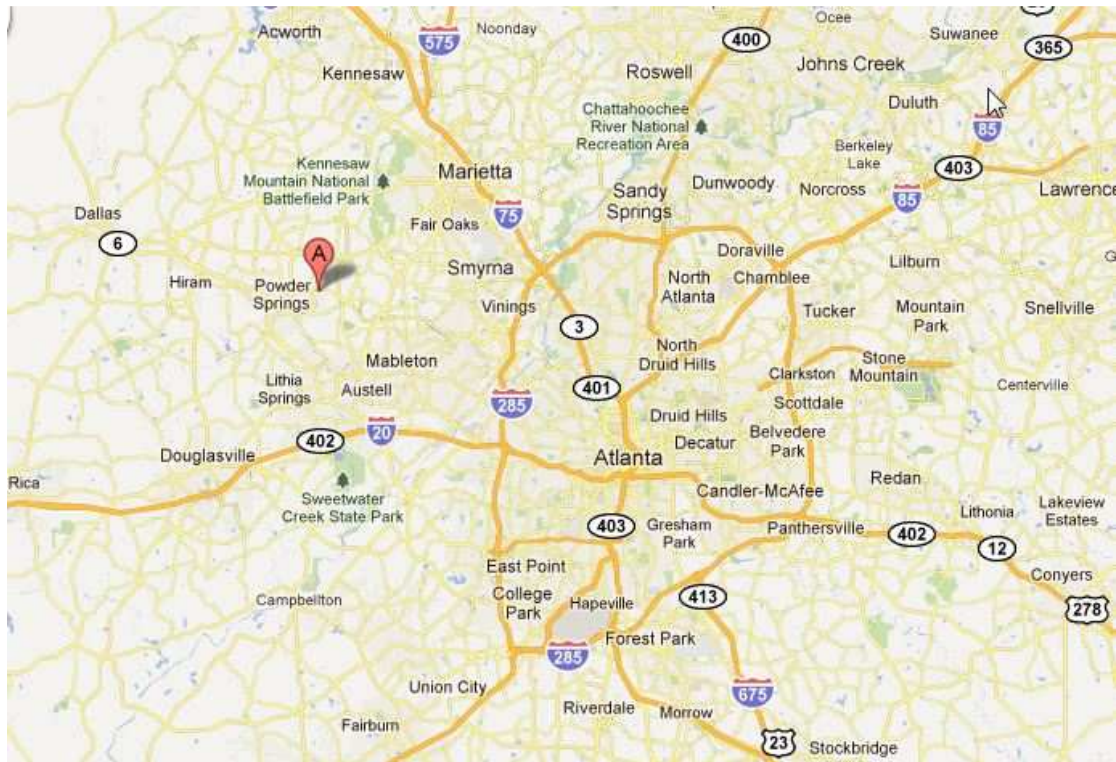 Acworth
575
Noonday
400
Ocee
Suwanee
365
Kennesaw
Roswell
Johns Creek
Chattahoochee
River National
Recreation Area
Duluth
85
Kennesaw
Mountain National
Battlefield Park
Marietta
Berkeley
Lake
403
Sandy
Springs
Dunwoody
Norcross
85
Lawrence
Dallas
6
75
Fair Oaks
Doraville
A
Smyrna
North
Atlanta
Chamblee
Lilburn
Hiram
Powder
Springs
Vinings
Tucker
Mountain
Park
Snellville
3
North
Druid Hills
Mableton
Stone
Mountain
Lithia
Springs
Austell
401
Clarkston
Centerville
285
Scottdale
Druid Hills
20
402
Decatur
Belvedere
Park
Douglasville
Atlanta
Rica
Redan
Sweetwater
Creek State Park
Candler-McAfee
Lakeview
Estates
Lithonia
403
Gresham
Park
Panthersville
402
12
East Point
Conyers
College
Park
Hapeville
413
Campbellton
278
Forest Park
285
Union City
675
Riverdale
Morrow
Fairburn
23
Stockbridge